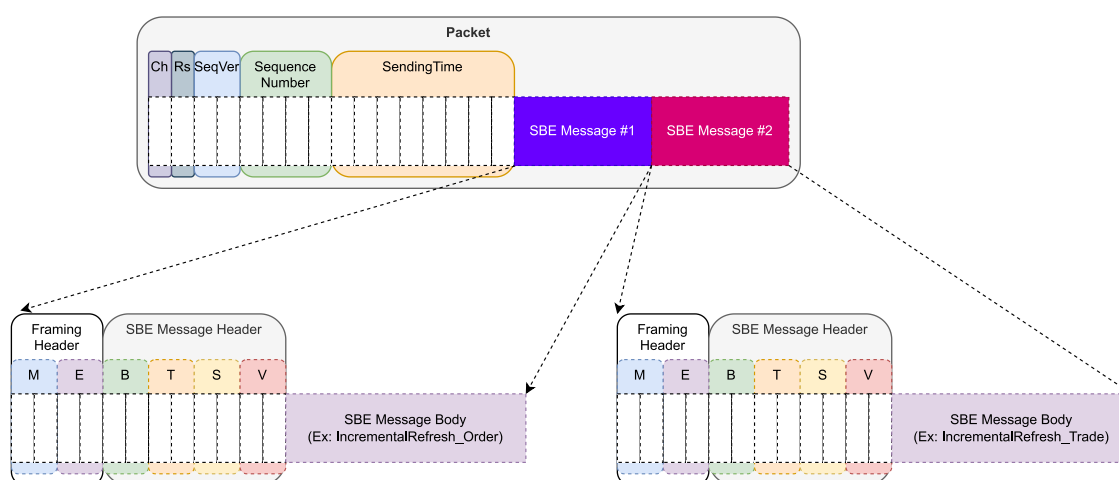 Packet
Ch Rs SeqVer Sequence Number SendingTime
SBE Message #1 SBE Message #2
Framing Header SBE Message Header
M E B T S V
SBE Message Body
(Ex: IncrementalRefresh_Order)
Framing Header SBE Message Header
M E B T S V
SBE Message Body
(Ex: IncrementalRefresh_Trade)